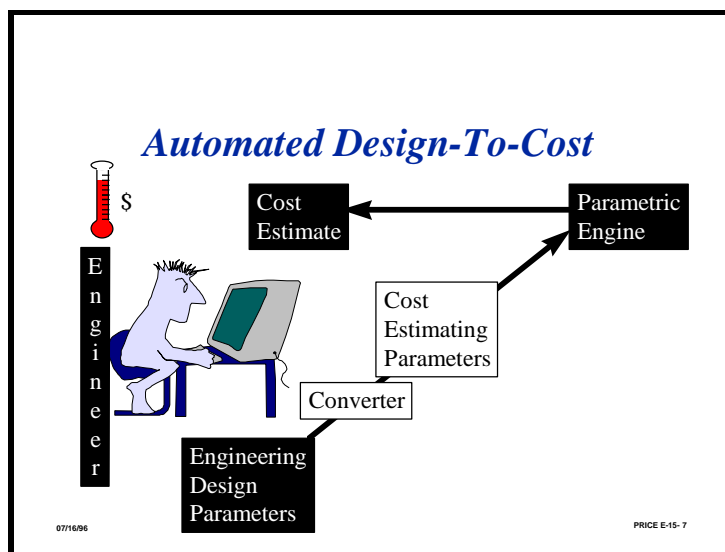 Automated Design-To-Cost
$
Cost
Estimate
Parametric
Engine
Engineer
Cost
Estimating
Parameters
Converter
Engineering
Design
Parameters
07/16/96
PRICE E-15- 7